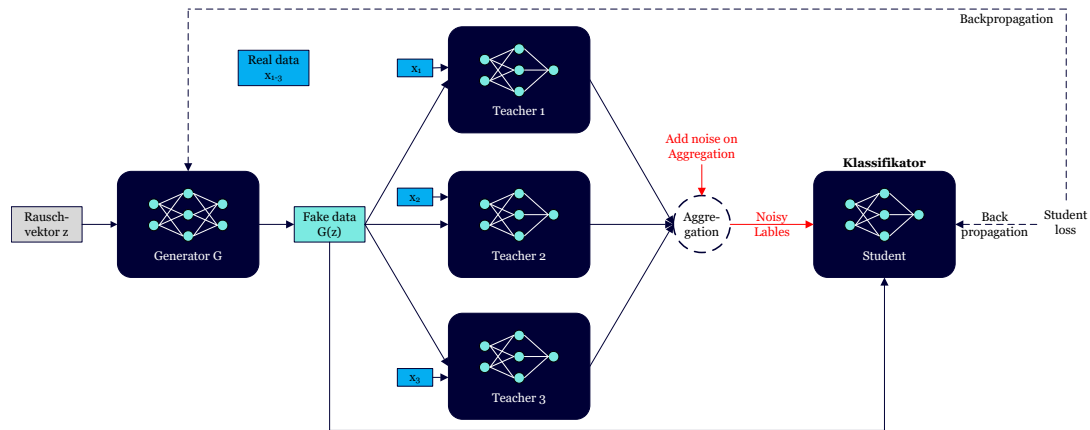 Backpropagation
Real data
x₁₋₃
x₁
Teacher 1
Add noise on
Aggregation
Klassifikator
Rausch-
vektor z
Generator G
Fake data
G(z)
x₂
Teacher 2
Aggre-
gation
Noisy
Lables
Student
Back
propagation
Student
loss
x₃
Teacher 3